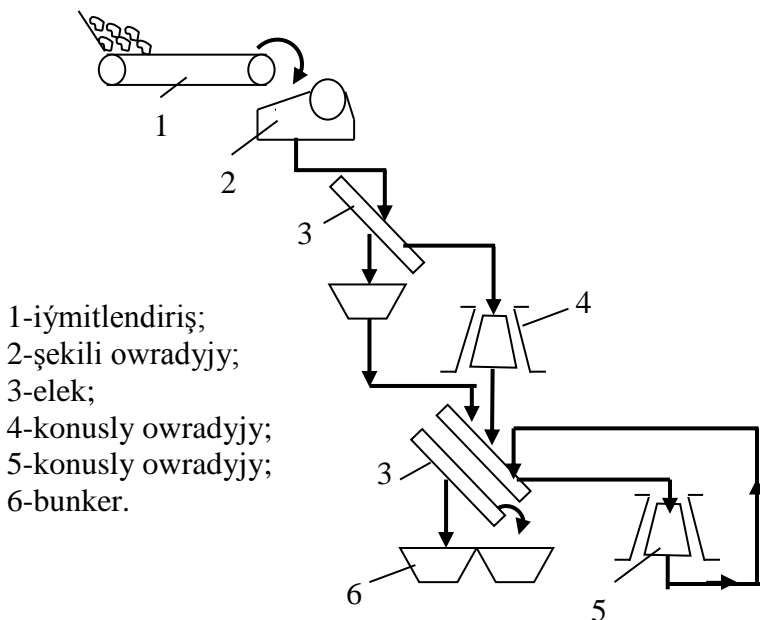 1
2
3
4
1-iýmitlendiriş;
2-şekili owradyjy;
3-elek;
4-konusly owradyjy;
5-konusly owradyjy;
6-bunker.
3
6
5